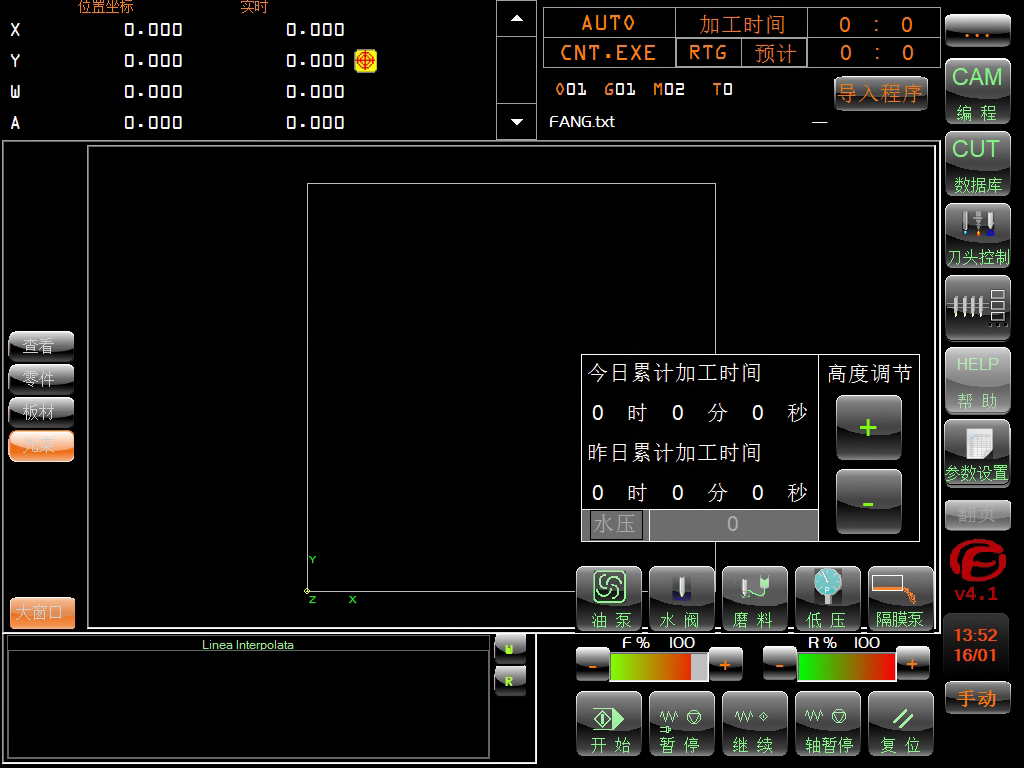 位置坐标 实时
X 0.000 0.000
Y 0.000 0.000
W 0.000 0.000
A 0.000 0.000
AUTO 加工时间 0 : 0
CNT.EXE RTG 预计 0 : 0
001 G01 M02 T0
导入程序
FANG.txt —
...
CAM
编 程
CUT
数据库
刀头控制
HELP
帮 助
参数设置
翻页
v4.1
13:52
16/01
手动
查看
零件
板材
光束
大窗口
Y
Z X
今日累计加工时间
0 时 0 分 0 秒
昨日累计加工时间
0 时 0 分 0 秒
水压 0
高度调节
+
-
油 泵
水 阀
磨 料
低 压
隔膜泵
Linea Interpolata
W
R
F % 100
- +
R % 100
- +
开 始
暂 停
继 续
轴暂停
复 位